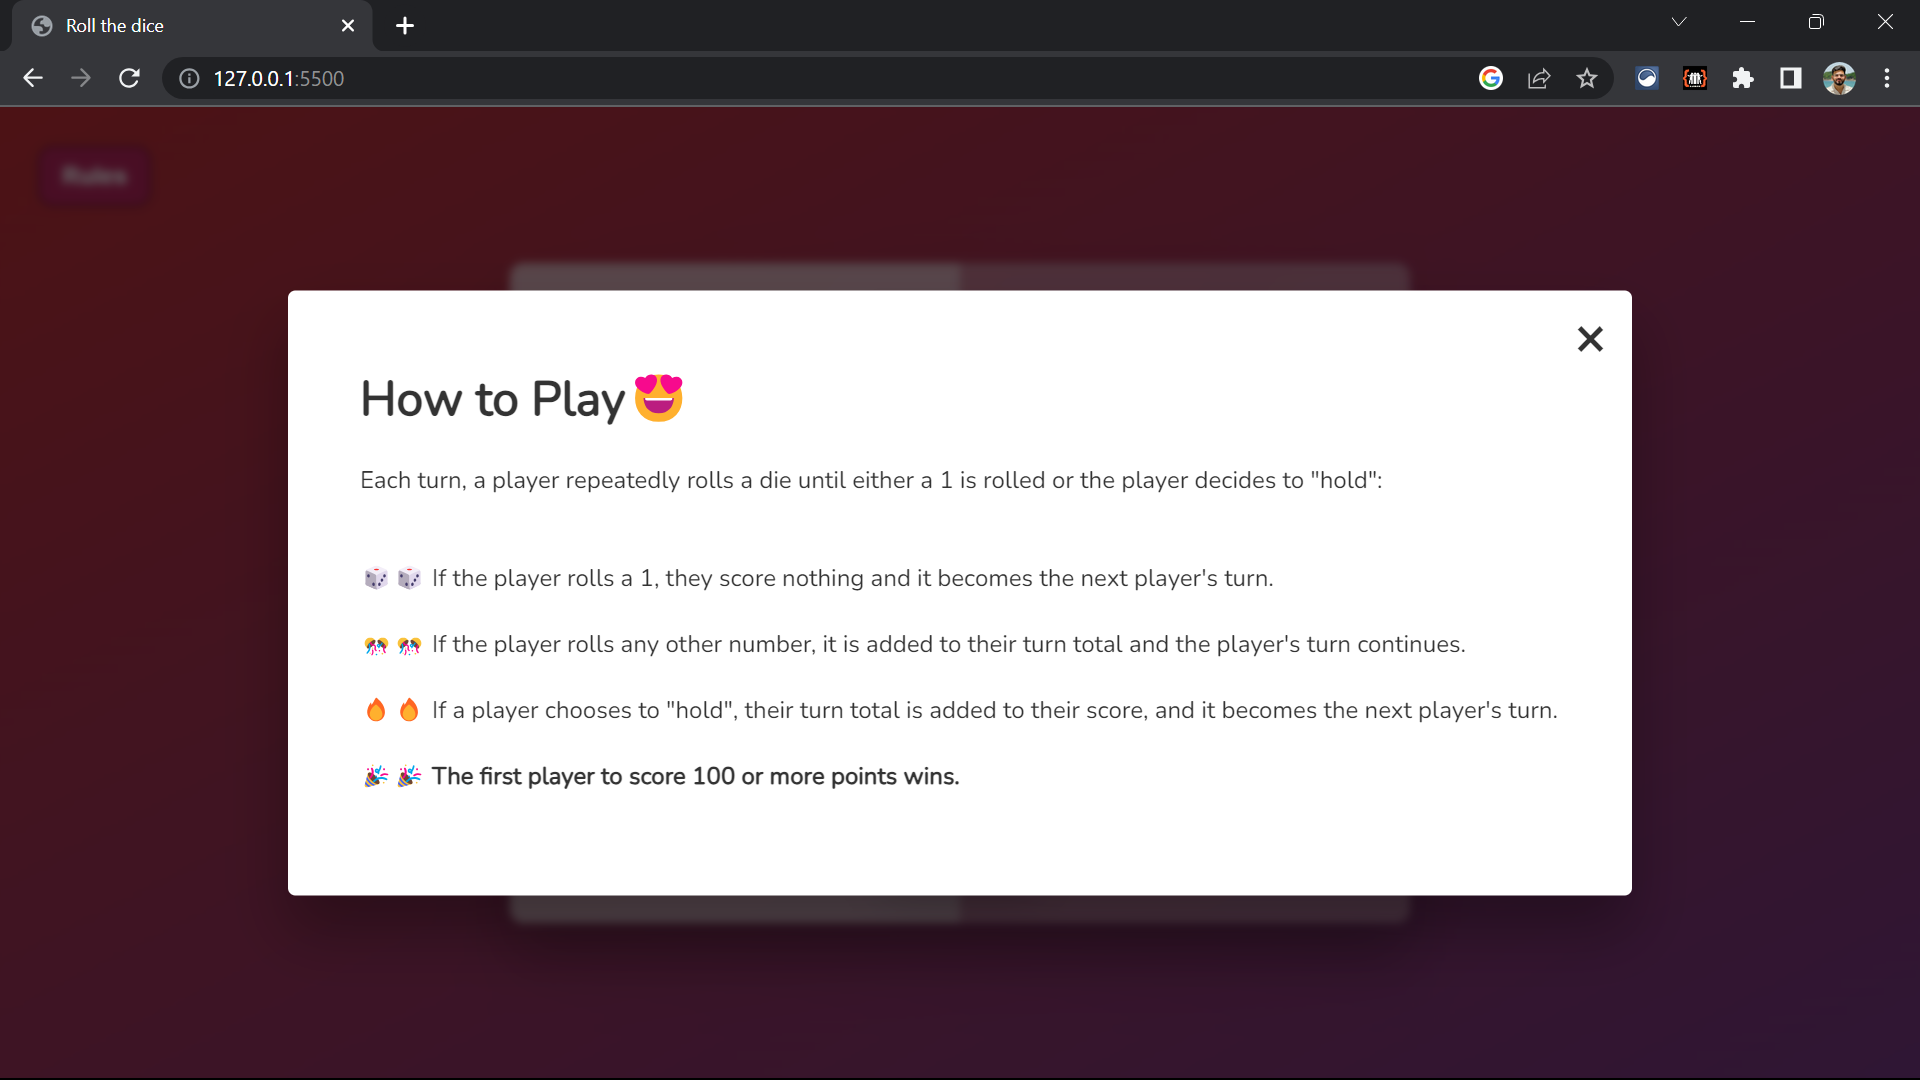 Roll the dice
127.0.0.1:5500
Rules
How to Play😍
Each turn, a player repeatedly rolls a die until either a 1 is rolled or the player decides to "hold":
🎲 🎲 If the player rolls a 1, they score nothing and it becomes the next player's turn.
🎊 🎊 If the player rolls any other number, it is added to their turn total and the player's turn continues.
🔥 🔥 If a player chooses to "hold", their turn total is added to their score, and it becomes the next player's turn.
🎉 🎉 The first player to score 100 or more points wins.